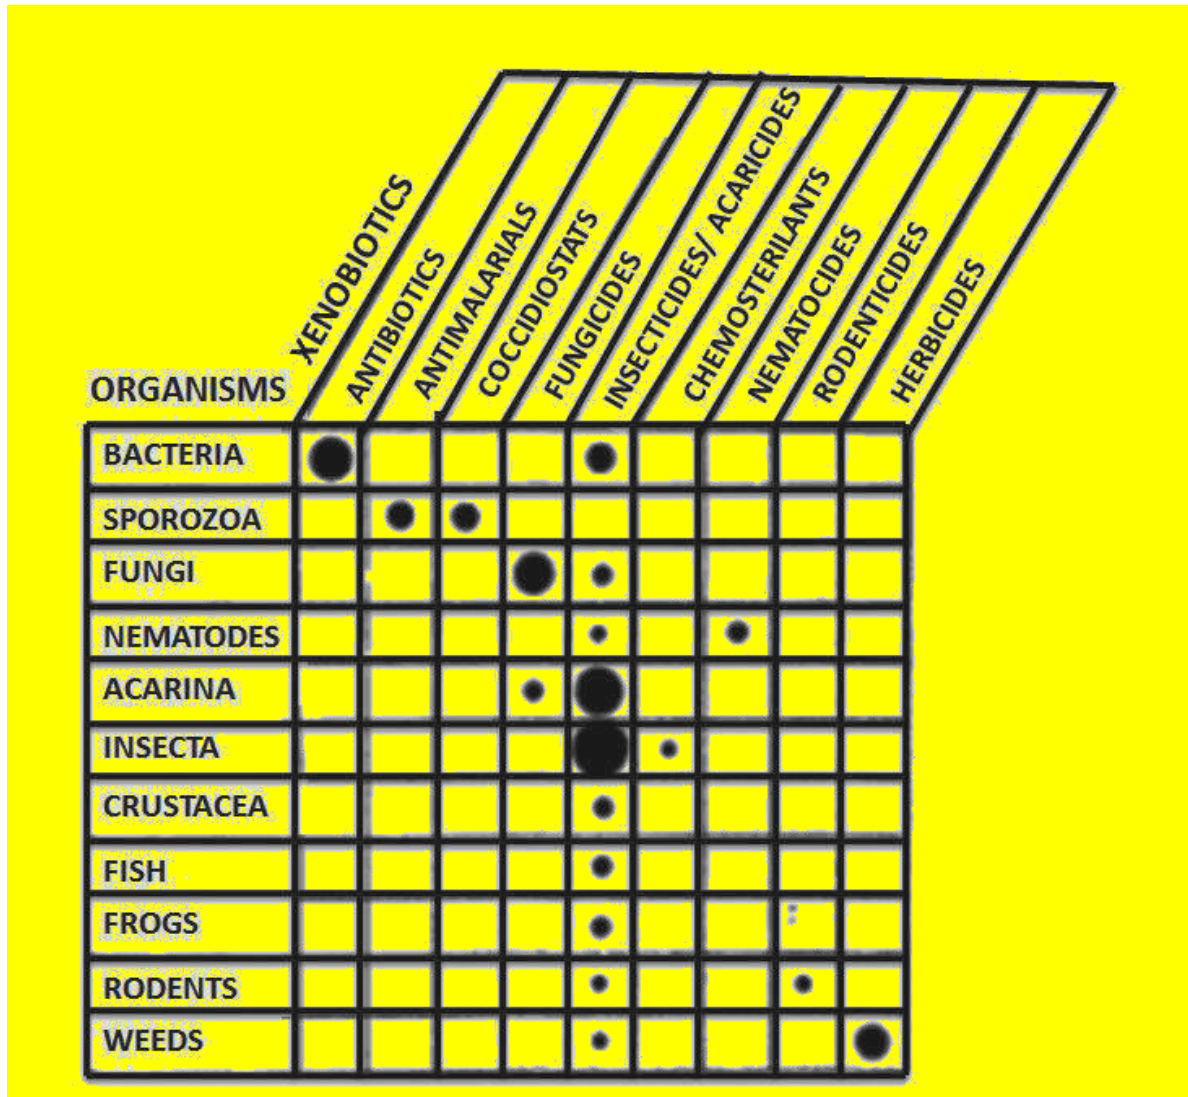 XENOBIOTICS
ANTIBIOTICS
ANTIMALARIALS
COCCIDIOSTATS
FUNGICIDES
INSECTICIDES/ ACARICIDES
CHEMOSTERILANTS
NEMATOCIDES
RODENTICIDES
HERBICIDES
ORGANISMS
BACTERIA
SPOROZOA
FUNGI
NEMATODES
ACARINA
INSECTA
CRUSTACEA
FISH
FROGS
RODENTS
WEEDS